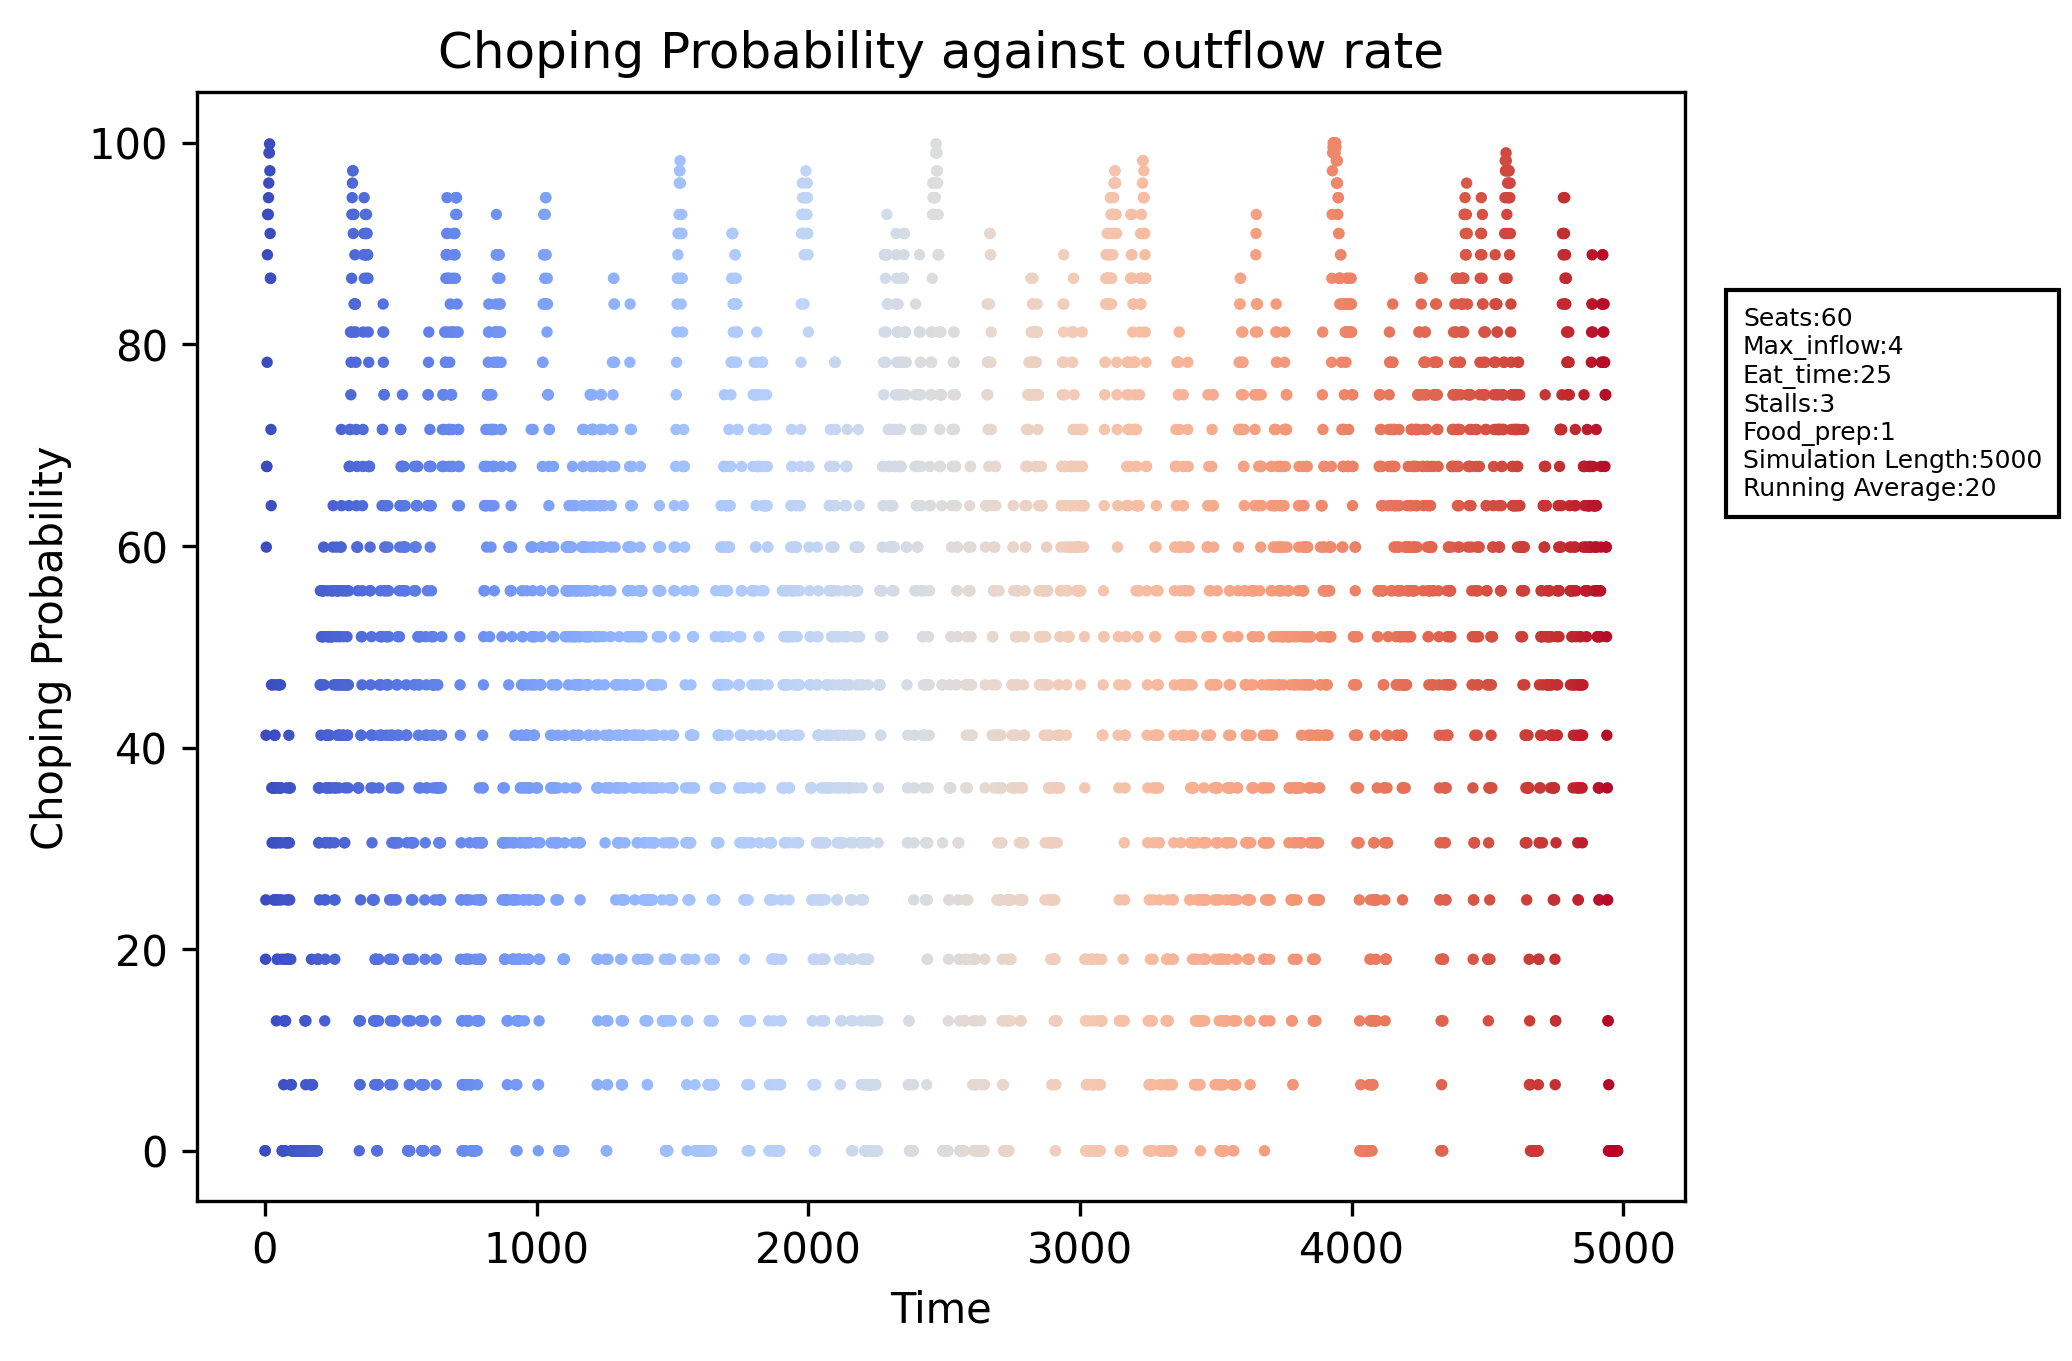 Choping Probability against outflow rate
100
80
60
40
20
0
Choping Probability
0 1000 2000 3000 4000 5000
Time
Seats:60
Max_inflow:4
Eat_time:25
Stalls:3
Food_prep:1
Simulation Length:5000
Running Average:20